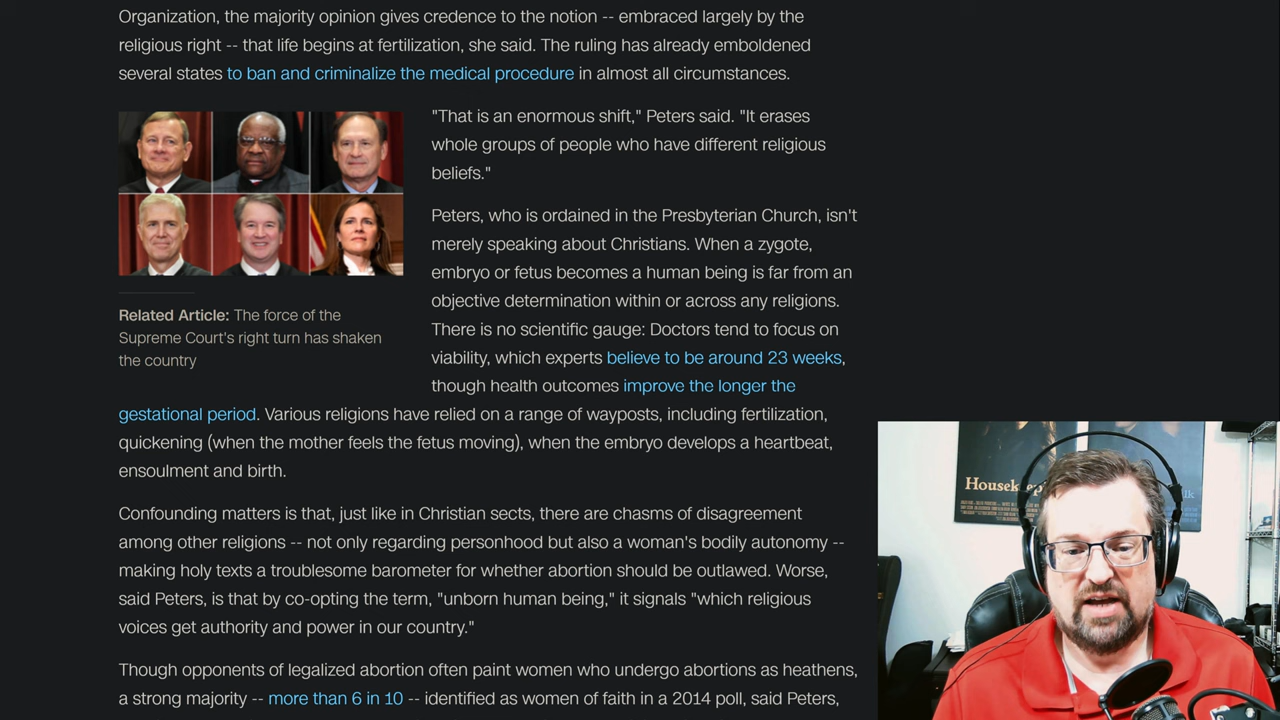 Organization, the majority opinion gives credence to the notion -- embraced largely by the
religious right -- that life begins at fertilization, she said. The ruling has already emboldened
several states to ban and criminalize the medical procedure in almost all circumstances.
"That is an enormous shift," Peters said. "It erases
whole groups of people who have different religious
beliefs."
Related Article: The force of the
Supreme Court's right turn has shaken
the country
Peters, who is ordained in the Presbyterian Church, isn't
merely speaking about Christians. When a zygote,
embryo or fetus becomes a human being is far from an
objective determination within or across any religions.
There is no scientific gauge: Doctors tend to focus on
viability, which experts believe to be around 23 weeks,
though health outcomes improve the longer the
gestational period. Various religions have relied on a range of wayposts, including fertilization,
quickening (when the mother feels the fetus moving), when the embryo develops a heartbeat,
ensoulment and birth.
Confounding matters is that, just like in Christian sects, there are chasms of disagreement
among other religions -- not only regarding personhood but also a woman's bodily autonomy --
making holy texts a troublesome barometer for whether abortion should be outlawed. Worse,
said Peters, is that by co-opting the term, "unborn human being," it signals "which religious
voices get authority and power in our country."
Though opponents of legalized abortion often paint women who undergo abortions as heathens,
a strong majority -- more than 6 in 10 -- identified as women of faith in a 2014 poll, said Peters,